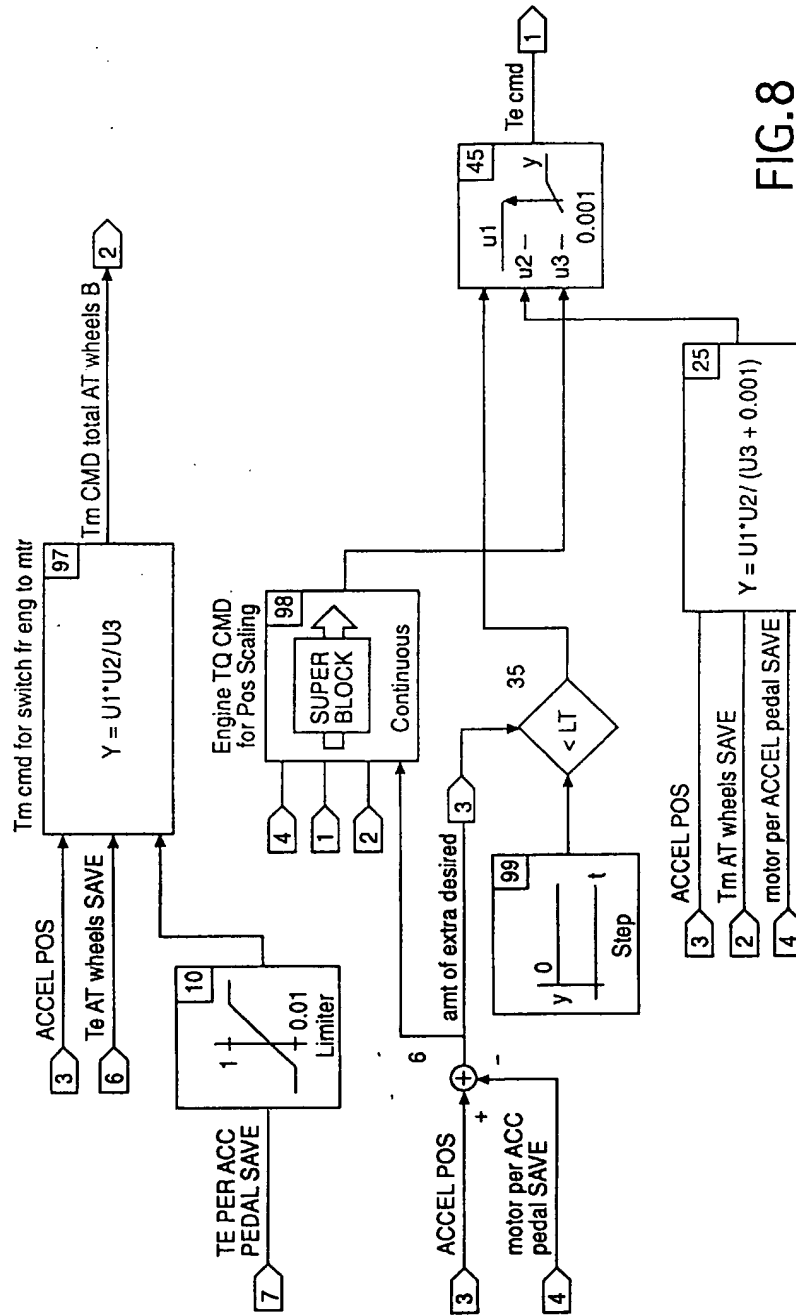 Tm cmd for switch fr eng to mtr
97
Y = U1*U2/U3
Tm CMD total AT wheels B
2
ACCEL POS
3
Te AT wheels SAVE
6
10
1
0.01
Limiter
TE PER ACC
PEDAL SAVE
7
Engine TQ CMD
for Pos Scaling
98
SUPER
BLOCK
Continuous
4
1
2
45
u1
u2
u3
y
0.001
Te cmd
1
ACCEL POS
3
+
+
-
6
motor per ACC
pedal SAVE
4
amt of extra desired
3
35
< LT
99
y
0
t
Step
25
Y = U1*U2/ (U3 + 0.001)
ACCEL POS
3
Tm AT wheels SAVE
2
motor per ACCEL pedal SAVE
4
FIG.8